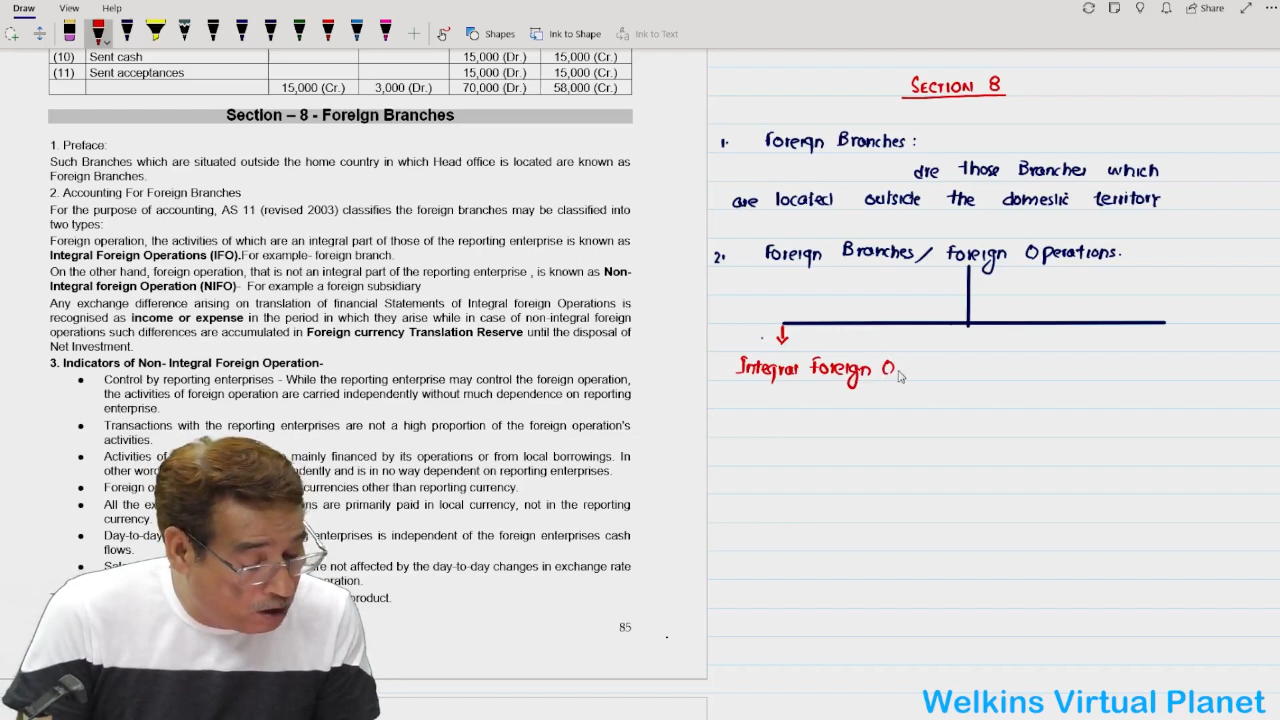 Draw View Help
Share
Shapes Ink to Shape Ink to Text
(10) Sent cash 15,000 (Dr.) 15,000 (Cr.)
(11) Sent acceptances 15,000 (Dr.) 15,000 (Cr.)
15,000 (Cr.) 3,000 (Dr.) 70,000 (Dr.) 58,000 (Cr.)
Section – 8 - Foreign Branches
1. Preface:
Such Branches which are situated outside the home country in which Head office is located are known as
Foreign Branches.
2. Accounting For Foreign Branches
For the purpose of accounting, AS 11 (revised 2003) classifies the foreign branches may be classified into
two types:
Foreign operation, the activities of which are an integral part of those of the reporting enterprise is known as
Integral Foreign Operations (IFO).For example- foreign branch.
On the other hand, foreign operation, that is not an integral part of the reporting enterprise , is known as Non-
Integral foreign Operation (NIFO)- For example a foreign subsidiary
Any exchange difference arising on translation of financial Statements of Integral foreign Operations is
recognised as income or expense in the period in which they arise while in case of non-integral foreign
operations such differences are accumulated in Foreign currency Translation Reserve until the disposal of
Net Investment.
3. Indicators of Non- Integral Foreign Operation-
● Control by reporting enterprises - While the reporting enterprise may control the foreign operation,
the activities of foreign operation are carried independently without much dependence on reporting
enterprise.
● Transactions with the reporting enterprises are not a high proportion of the foreign operation's
activities.
● Activities of mainly financed by its operations or from local borrowings. In
other wor ndently and is in no way dependent on reporting enterprises.
● Foreign o currencies other than reporting currency.
● All the ex ns are primarily paid in local currency, not in the reporting
currency.
● Day-to-day enterprises is independent of the foreign enterprises cash
flows.
● Sale re not affected by the day-to-day changes in exchange rate
eration.
product.
85
SECTION 8
1. Foreign Branches :
are those Branches which
are located outside the domestic territory
2. Foreign Branches/ foreign Operations.
Integral Foreign O
Welkins Virtual Planet